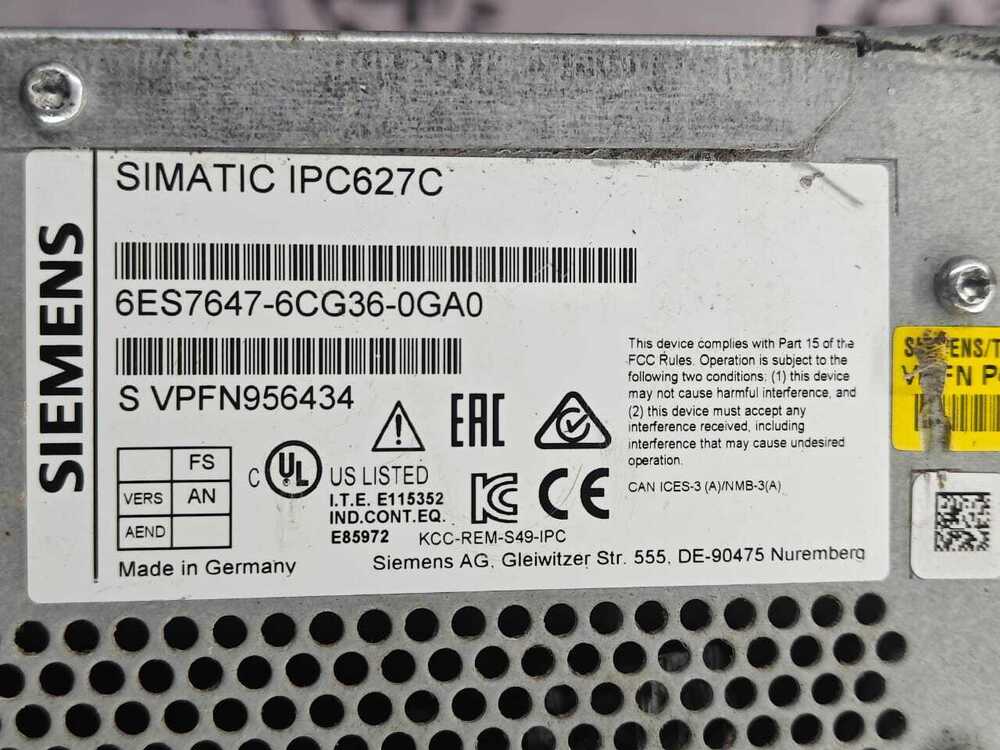 SIEMENS
SIMATIC IPC627C
6ES7647-6CG36-0GA0
S VPFN956434
FS
VERS AN
AEND
Made in Germany
C UL US LISTED
I.T.E. E115352
IND.CONT.EQ.
E85972
EAC
KC
CE
KCC-REM-S49-IPC
Siemens AG, Gleiwitzer Str. 555, DE-90475 Nuremberg
This device complies with Part 15 of the
FCC Rules. Operation is subject to the
following two conditions: (1) this device
may not cause harmful interference, and
(2) this device must accept any
interference received, including
interference that may cause undesired
operation.
CAN ICES-3 (A)/NMB-3(A)